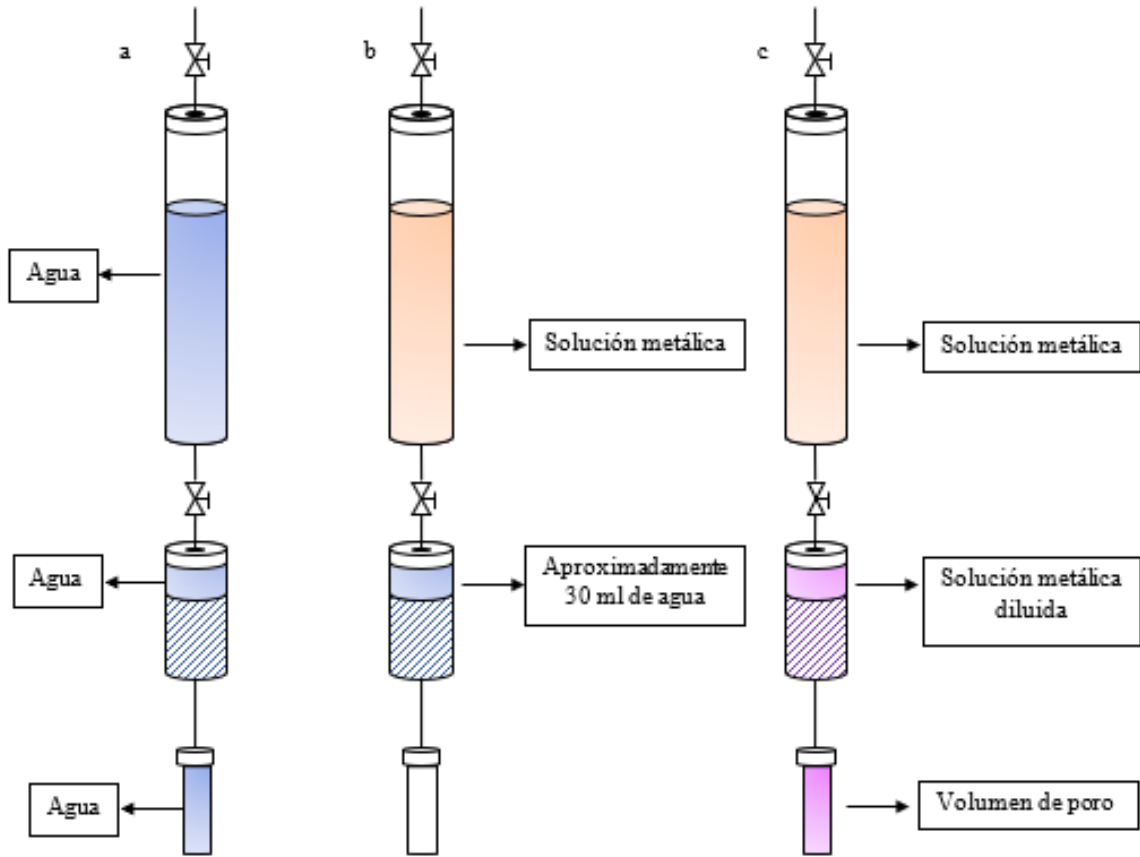 a
b
c
Agua
Solución metálica
Solución metálica
Agua
Aproximadamente
30 ml de agua
Solución metálica
diluida
Agua
Volumen de poro